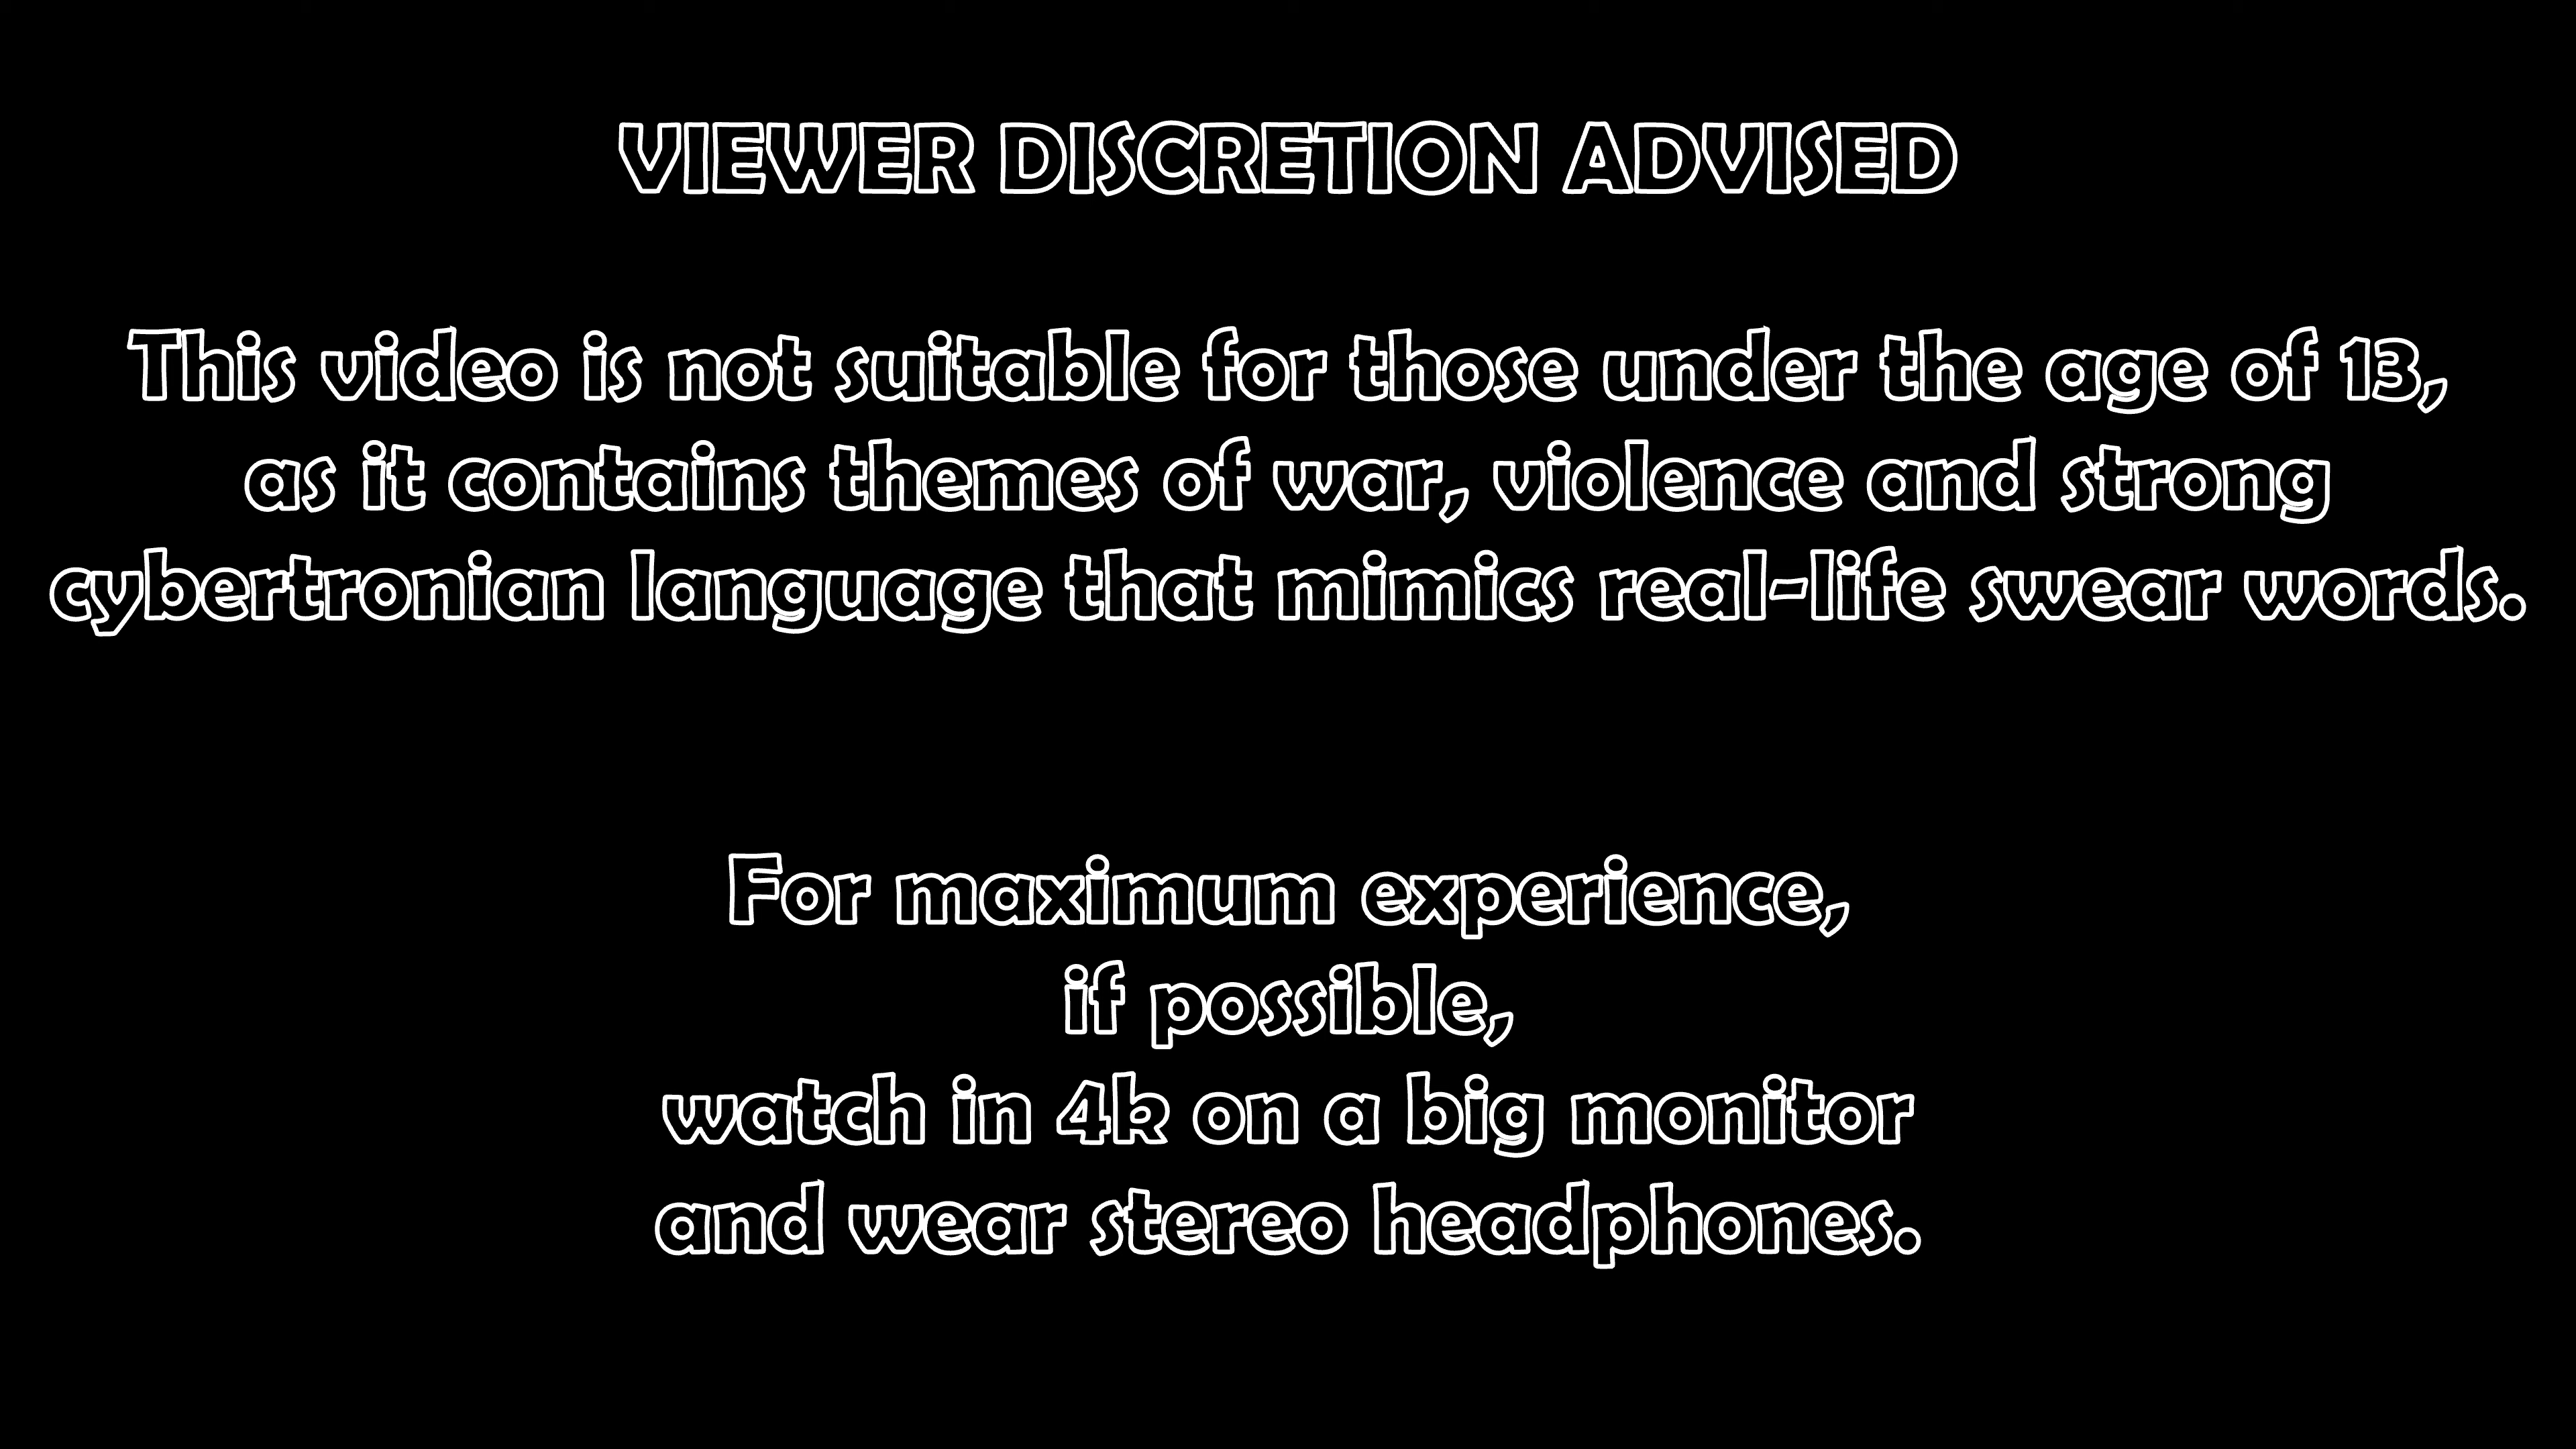 VIEWER DISCRETION ADVISED
This video is not suitable for those under the age of 13,
as it contains themes of war, violence and strong
cybertronian language that mimics real-life swear words.
For maximum experience,
if possible,
watch in 4k on a big monitor
and wear stereo headphones.